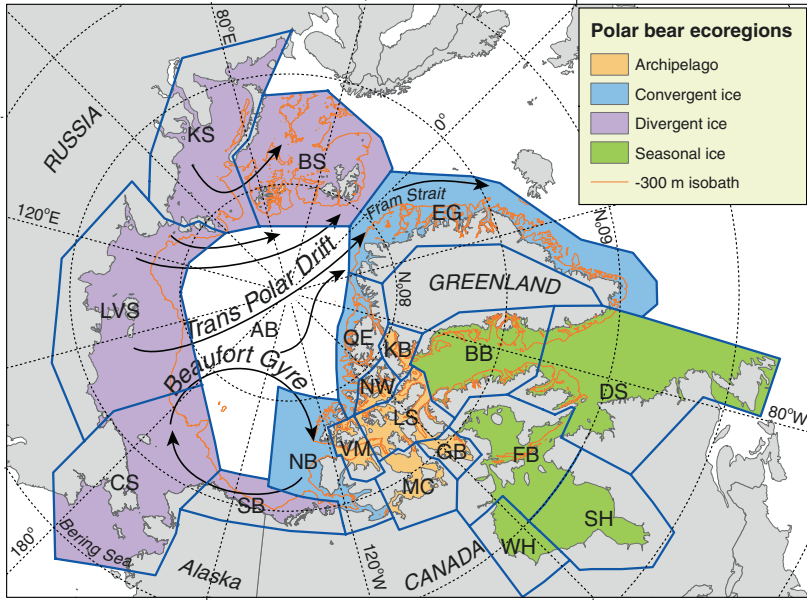 Polar bear ecoregions
Archipelago
Convergent ice
Divergent ice
Seasonal ice
-300 m isobath
80°E
0°
RUSSIA
KS
BS
Fram Strait
EG
120°E
60°N
80°N
GREENLAND
LVS
Trans Polar Drift
AB
Beaufort Gyre
QE
KB
BB
NW
DS
LS
80°W
VM
GB
FB
NB
MC
CS
SB
SH
WH
Bering Sea
180°
Alaska
120°W
CANADA